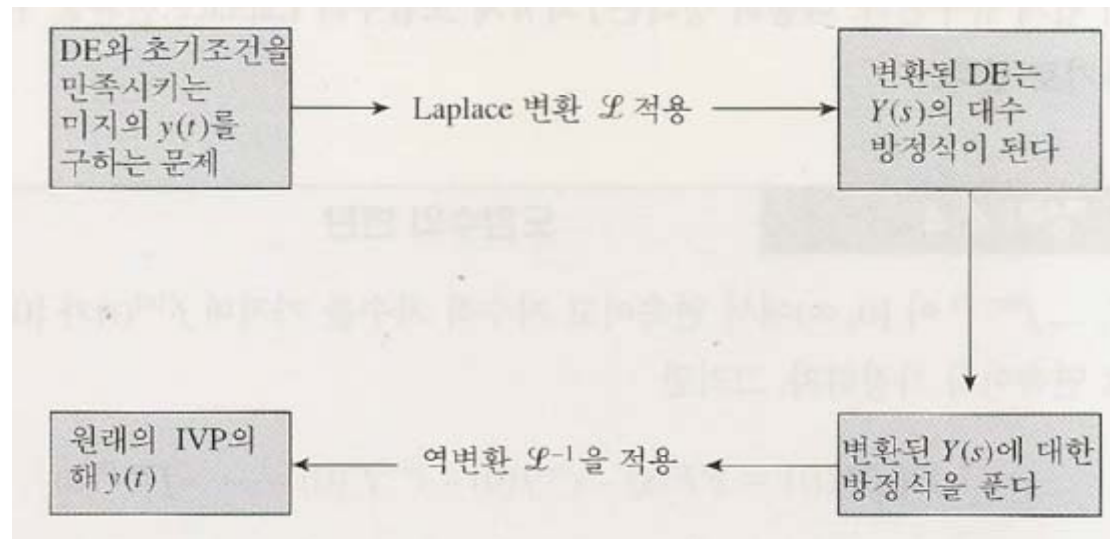 DE와 초기조건을
만족시키는
미지의 y(t)를
구하는 문제
Laplace 변환 ℒ 적용
변환된 DE는
Y(s)의 대수
방정식이 된다
원래의 IVP의
해 y(t)
역변환 ℒ⁻¹을 적용
변환된 Y(s)에 대한
방정식을 푼다